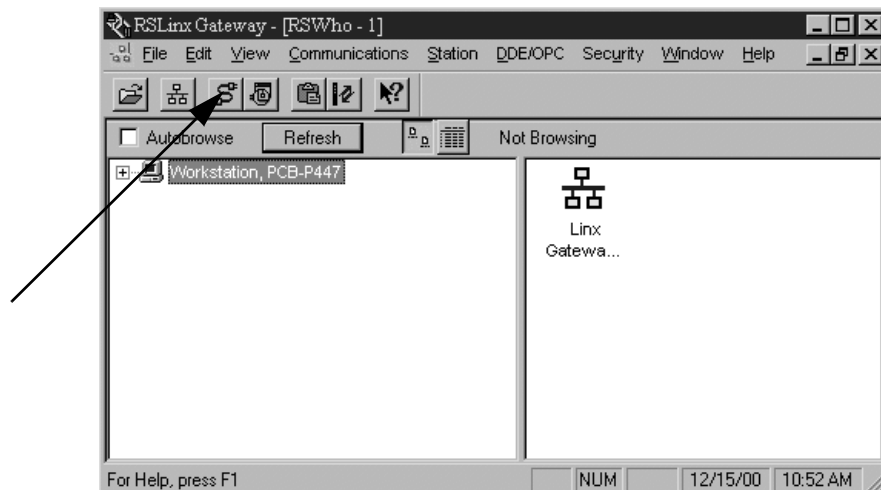 RSLinx Gateway - [RSWho - 1]
File Edit View Communications Station DDE/OPC Security Window Help
Autobrowse Refresh Not Browsing
Workstation, PCB-P447
Linx
Gatewa...
For Help, press F1 NUM 12/15/00 10:52 AM